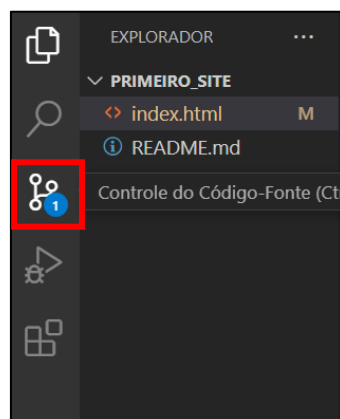 EXPLORADOR ...
PRIMEIRO_SITE
<> index.html M
README.md
Controle do Código-Fonte (Ct
1